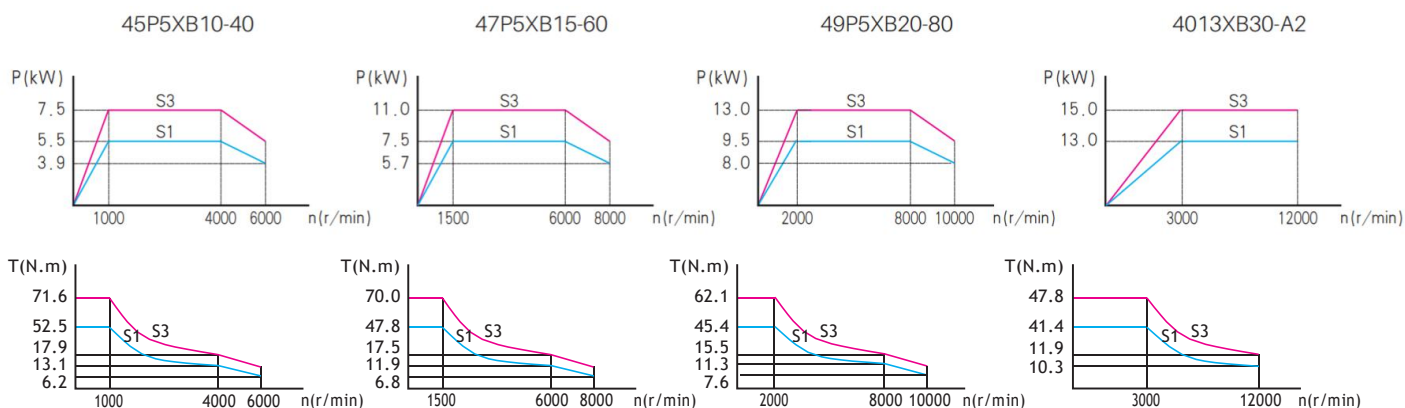 45P5XB10-40
P(kW)
7.5
5.5
3.9
S3
S1
1000 4000 6000 n(r/min)
47P5XB15-60
P(kW)
11.0
7.5
5.7
S3
S1
1500 6000 8000 n(r/min)
49P5XB20-80
P(kW)
13.0
9.5
8.0
S3
S1
2000 8000 10000 n(r/min)
4013XB30-A2
P(kW)
15.0
13.0
S3
S1
3000 12000 n(r/min)
T(N.m)
71.6
52.5
17.9
13.1
6.2
S1 S3
1000 4000 6000 n(r/min)
T(N.m)
70.0
47.8
17.5
11.9
6.8
S1 S3
1500 6000 8000 n(r/min)
T(N.m)
62.1
45.4
15.5
11.3
7.6
S1 S3
2000 8000 10000 n(r/min)
T(N.m)
47.8
41.4
11.9
10.3
S1 S3
3000 12000 n(r/min)